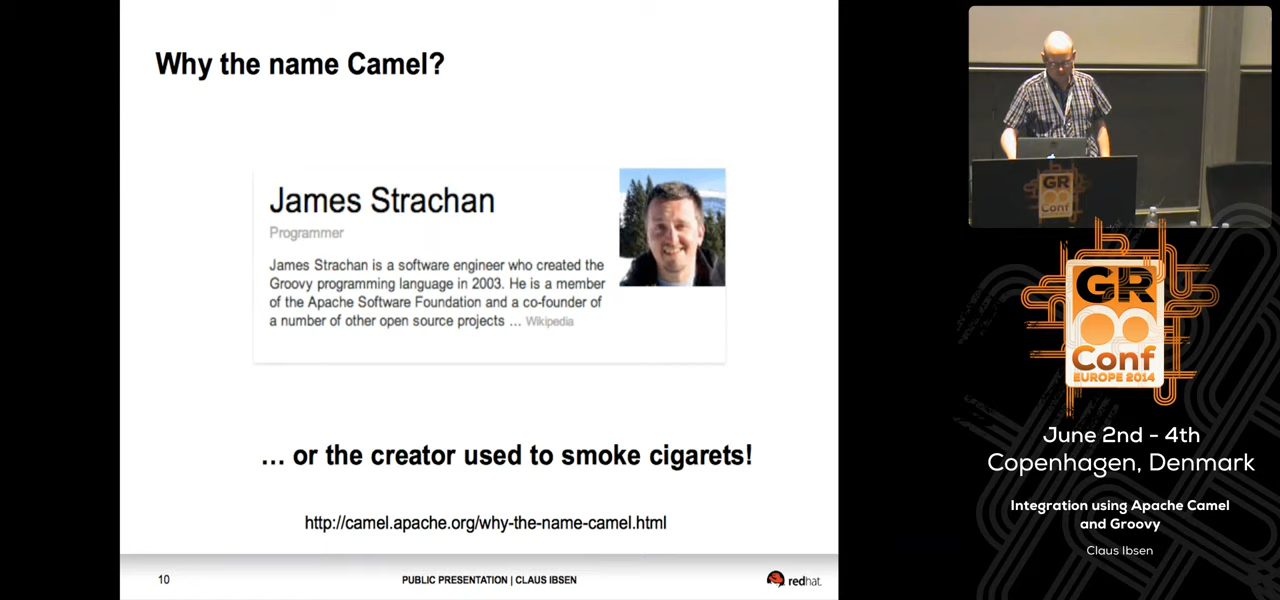 Why the name Camel?
James Strachan
Programmer
James Strachan is a software engineer who created the
Groovy programming language in 2003. He is a member
of the Apache Software Foundation and a co-founder of
a number of other open source projects ... Wikipedia
... or the creator used to smoke cigarets!
http://camel.apache.org/why-the-name-camel.html
10
PUBLIC PRESENTATION | CLAUS IBSEN
redhat.
GR
Conf
GR
Conf
EUROPE 2014
June 2nd - 4th
Copenhagen, Denmark
Integration using Apache Camel
and Groovy
Claus Ibsen